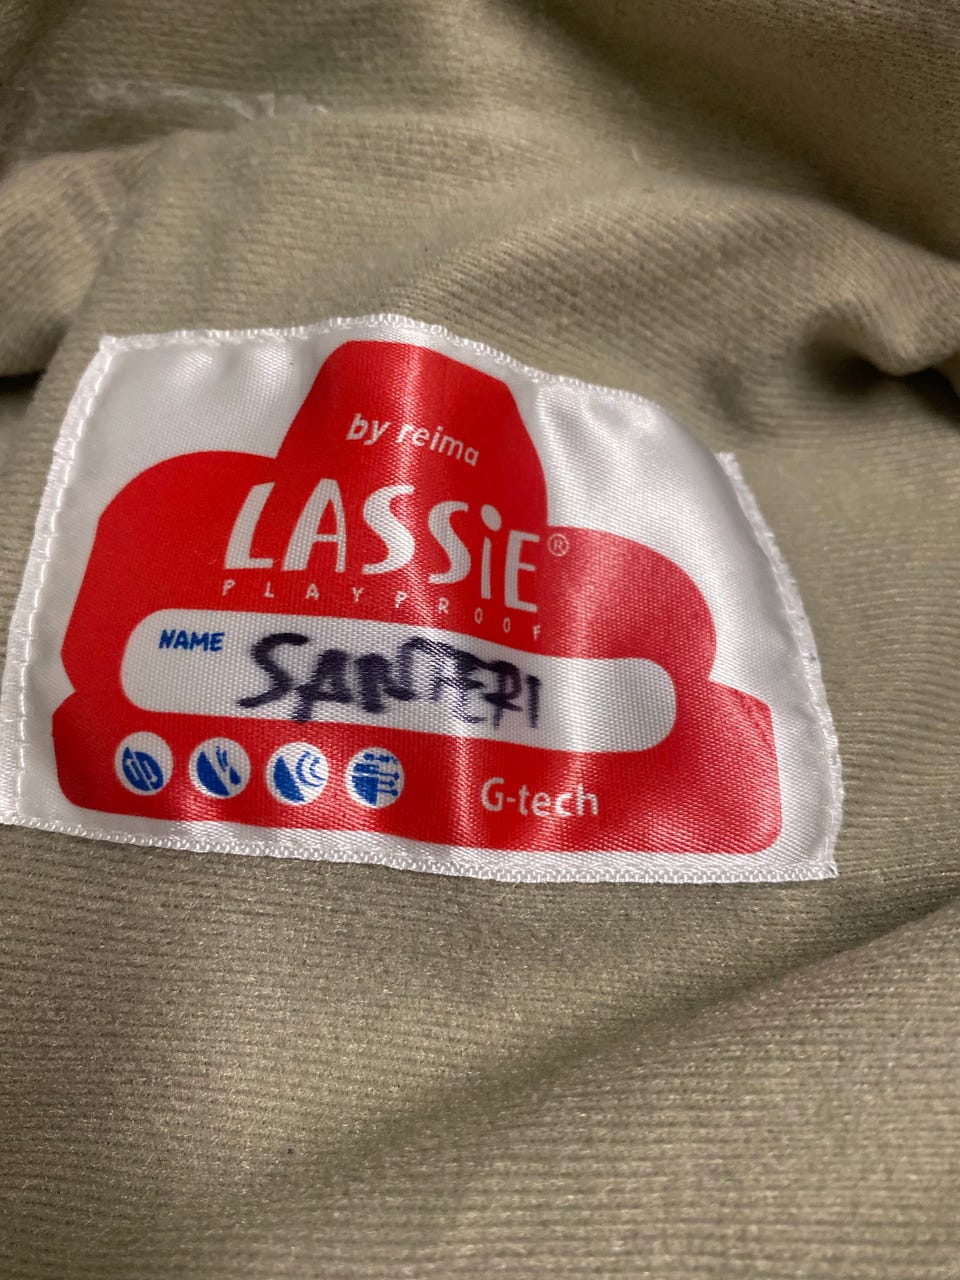 by reima
LASSiE®
PLAYPROOF
NAME SANTERI
G-tech